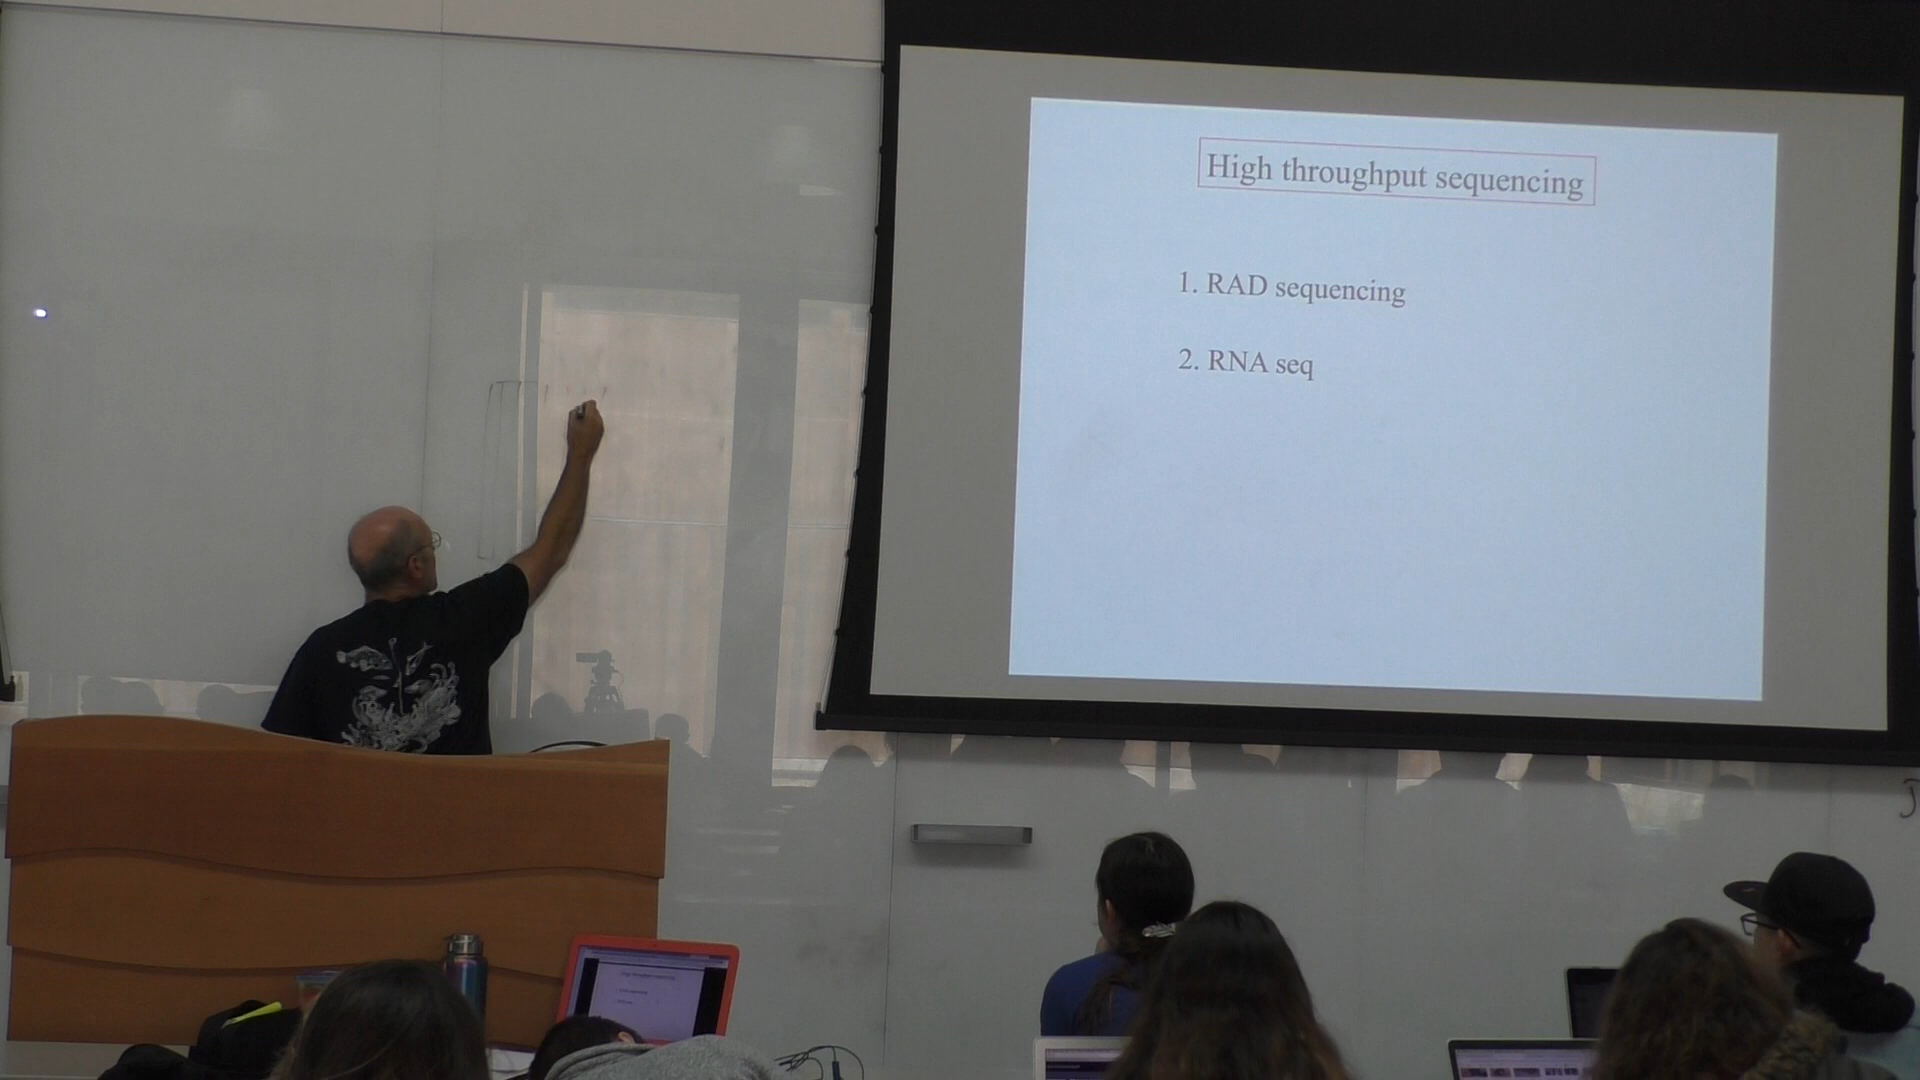 High throughput sequencing
1. RAD sequencing
2. RNA seq